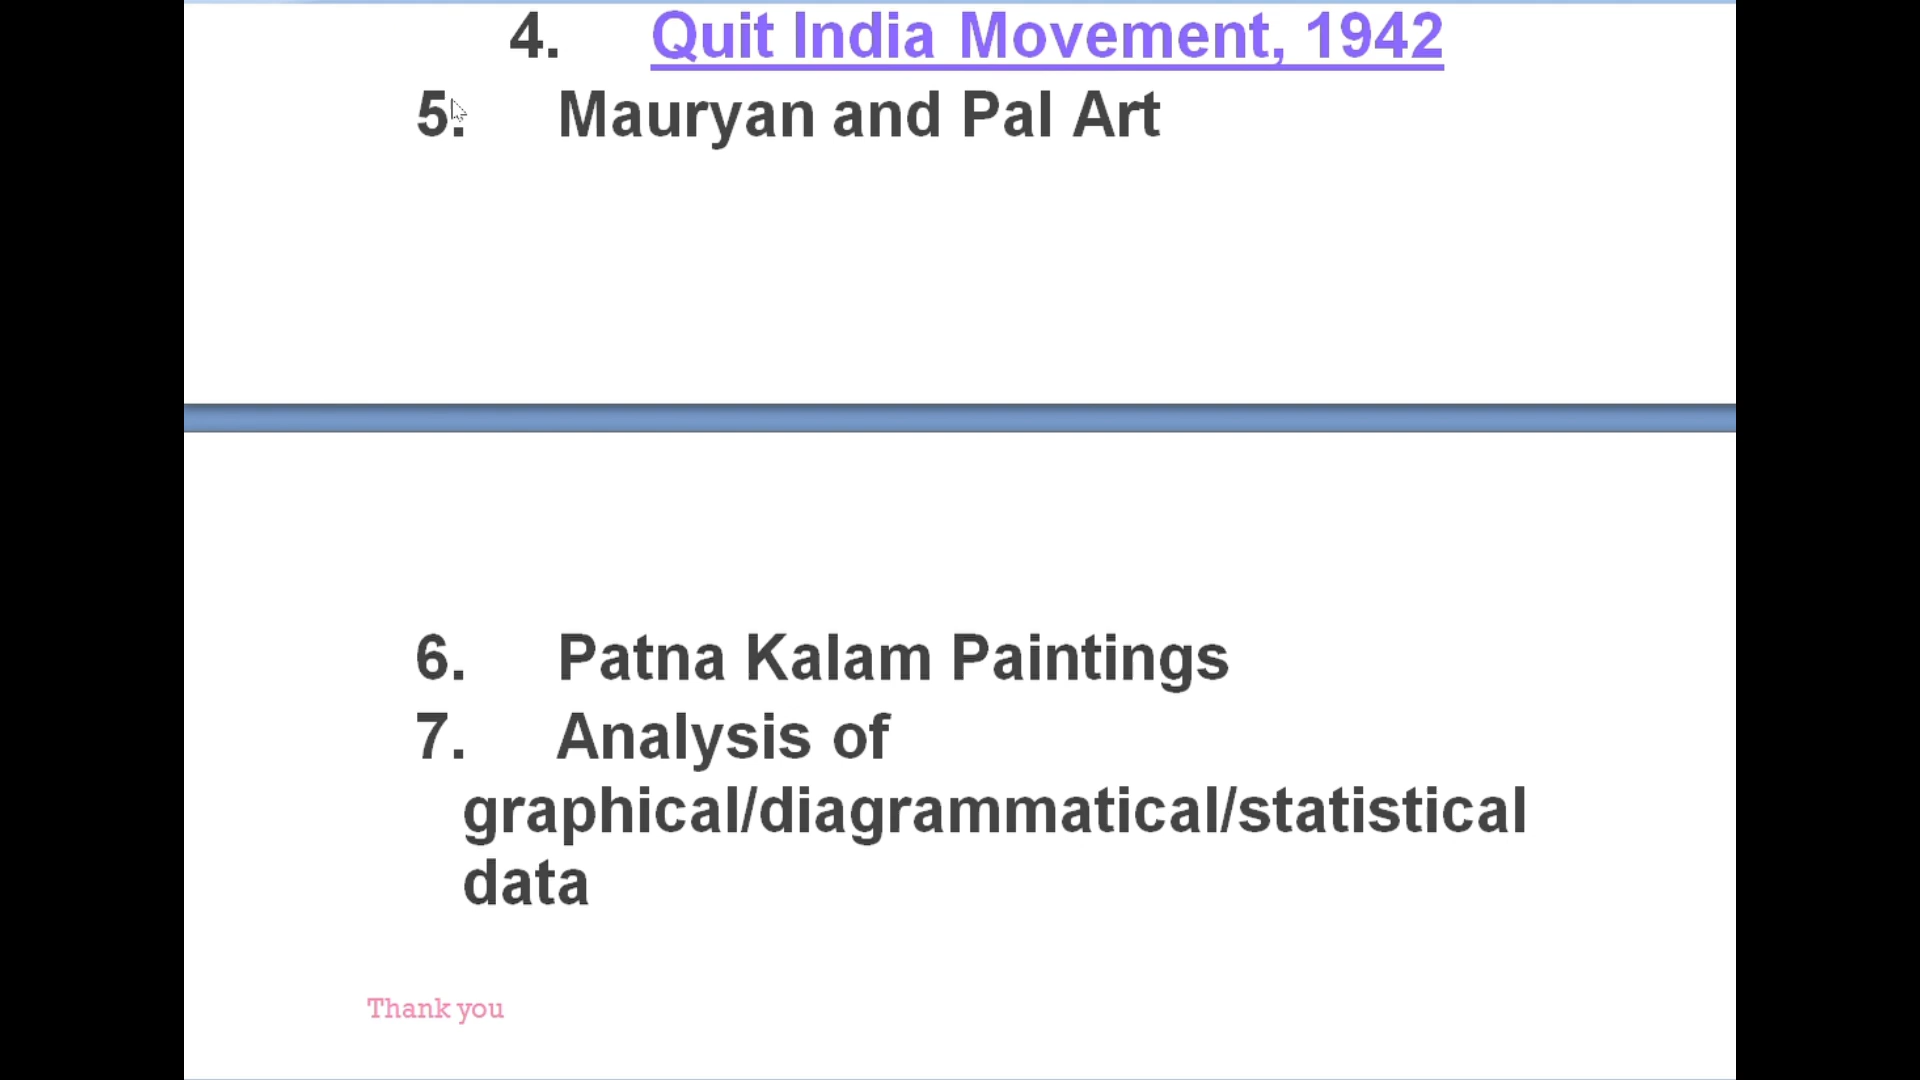 4. Quit India Movement, 1942
5. Mauryan and Pal Art
6. Patna Kalam Paintings
7. Analysis of
graphical/diagrammatical/statistical
data
Thank you